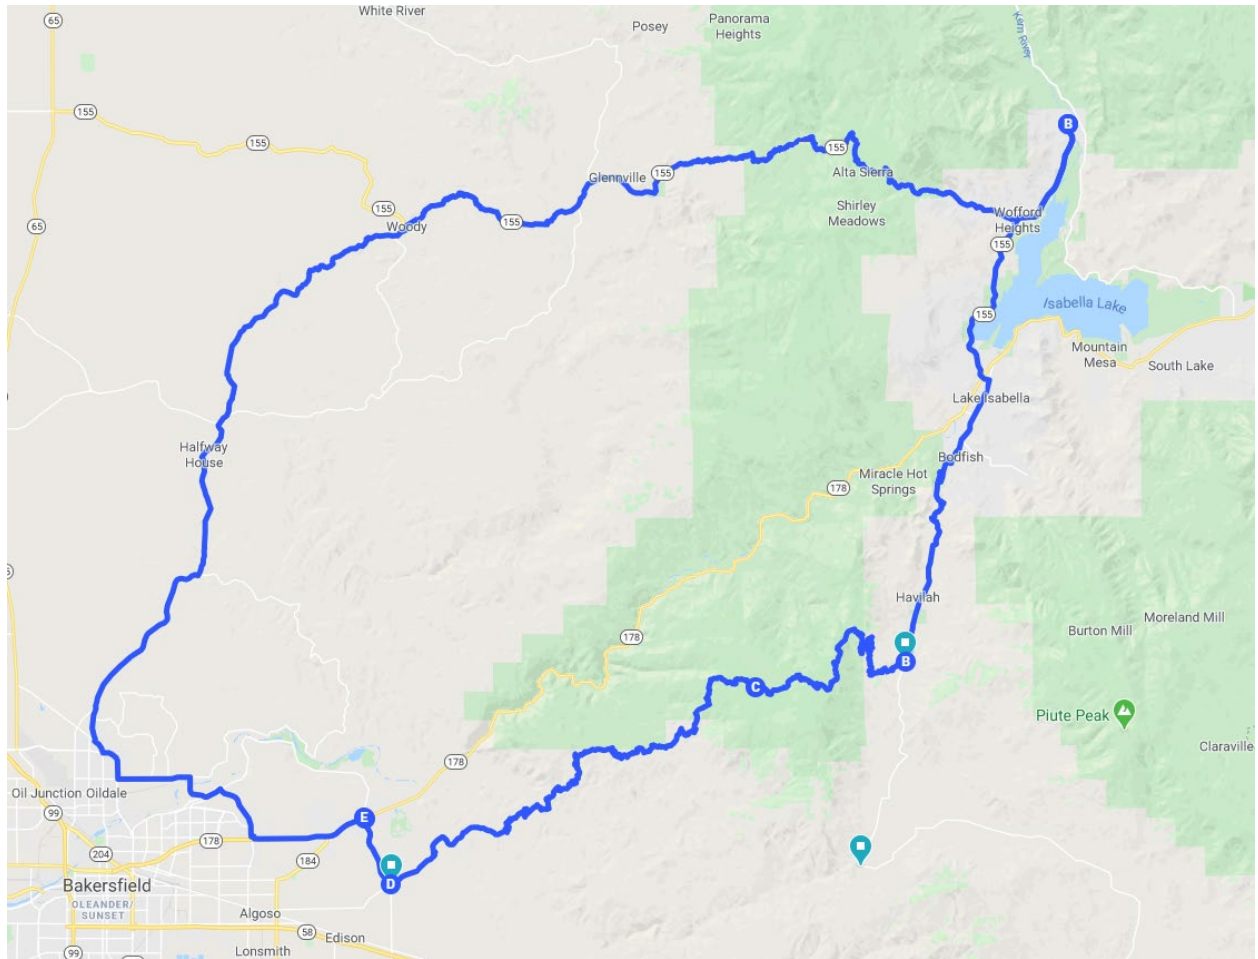 White River
Posey
Panorama
Heights
Kern River
65
155
155
B
155
155
Alta Sierra
Glennville
155
155
Shirley
Meadows
Wofford
Heights
155
Woody
155
65
Isabella Lake
155
Mountain
Mesa
South Lake
Lake Isabella
Halfway
House
Bodfish
Miracle Hot
Springs
178
Havilah
Moreland Mill
Burton Mill
178
B
C
Piute Peak
Claraville
178
Oil Junction
Oildale
99
E
178
184
204
D
Bakersfield
OLEANDER/
SUNSET
Algoso
58
Edison
99
Lonsmith